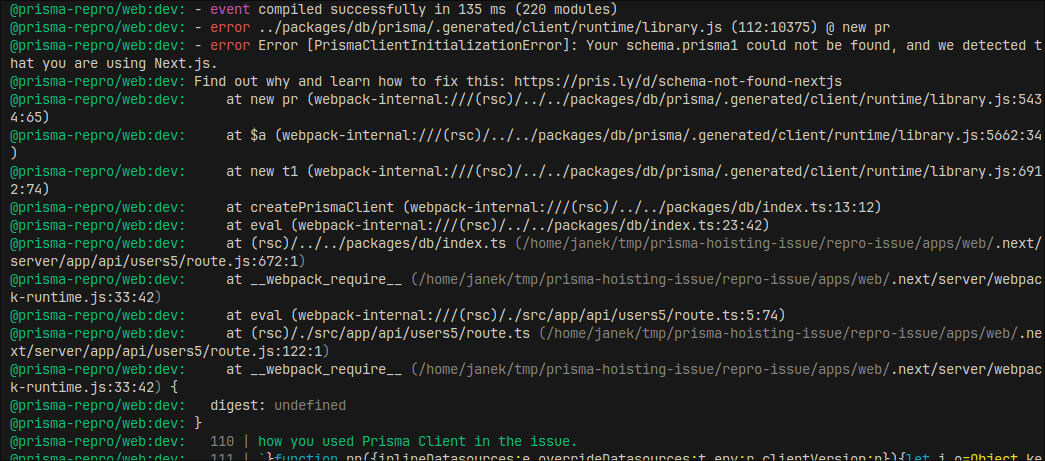 @prisma-repro/web:dev: - event compiled successfully in 135 ms (220 modules)
@prisma-repro/web:dev: - error ../packages/db/prisma/.generated/client/runtime/library.js (112:10375) @ new pr
@prisma-repro/web:dev: - error Error [PrismaClientInitializationError]: Your schema.prisma1 could not be found, and we detected t
hat you are using Next.js.
@prisma-repro/web:dev: Find out why and learn how to fix this: https://pris.ly/d/schema-not-found-nextjs
@prisma-repro/web:dev:     at new pr (webpack-internal:///(rsc)/../../packages/db/prisma/.generated/client/runtime/library.js:543
4:65)
@prisma-repro/web:dev:     at $a (webpack-internal:///(rsc)/../../packages/db/prisma/.generated/client/runtime/library.js:5662:34
)
@prisma-repro/web:dev:     at new t1 (webpack-internal:///(rsc)/../../packages/db/prisma/.generated/client/runtime/library.js:691
2:74)
@prisma-repro/web:dev:     at createPrismaClient (webpack-internal:///(rsc)/../../packages/db/index.ts:13:12)
@prisma-repro/web:dev:     at eval (webpack-internal:///(rsc)/../../packages/db/index.ts:23:42)
@prisma-repro/web:dev:     at (rsc)/../../packages/db/index.ts (/home/janek/tmp/prisma-hoisting-issue/repro-issue/apps/web/.next/
server/app/api/users5/route.js:672:1)
@prisma-repro/web:dev:     at __webpack_require__ (/home/janek/tmp/prisma-hoisting-issue/repro-issue/apps/web/.next/server/webpac
k-runtime.js:33:42)
@prisma-repro/web:dev:     at eval (webpack-internal:///(rsc)/./src/app/api/users5/route.ts:5:74)
@prisma-repro/web:dev:     at (rsc)/./src/app/api/users5/route.ts (/home/janek/tmp/prisma-hoisting-issue/repro-issue/apps/web/.ne
xt/server/app/api/users5/route.js:122:1)
@prisma-repro/web:dev:     at __webpack_require__ (/home/janek/tmp/prisma-hoisting-issue/repro-issue/apps/web/.next/server/webpac
k-runtime.js:33:42) {
@prisma-repro/web:dev:   digest: undefined
@prisma-repro/web:dev: }
@prisma-repro/web:dev:   110 | how you used Prisma Client in the issue.
@prisma-repro/web:dev:   111 | `}function